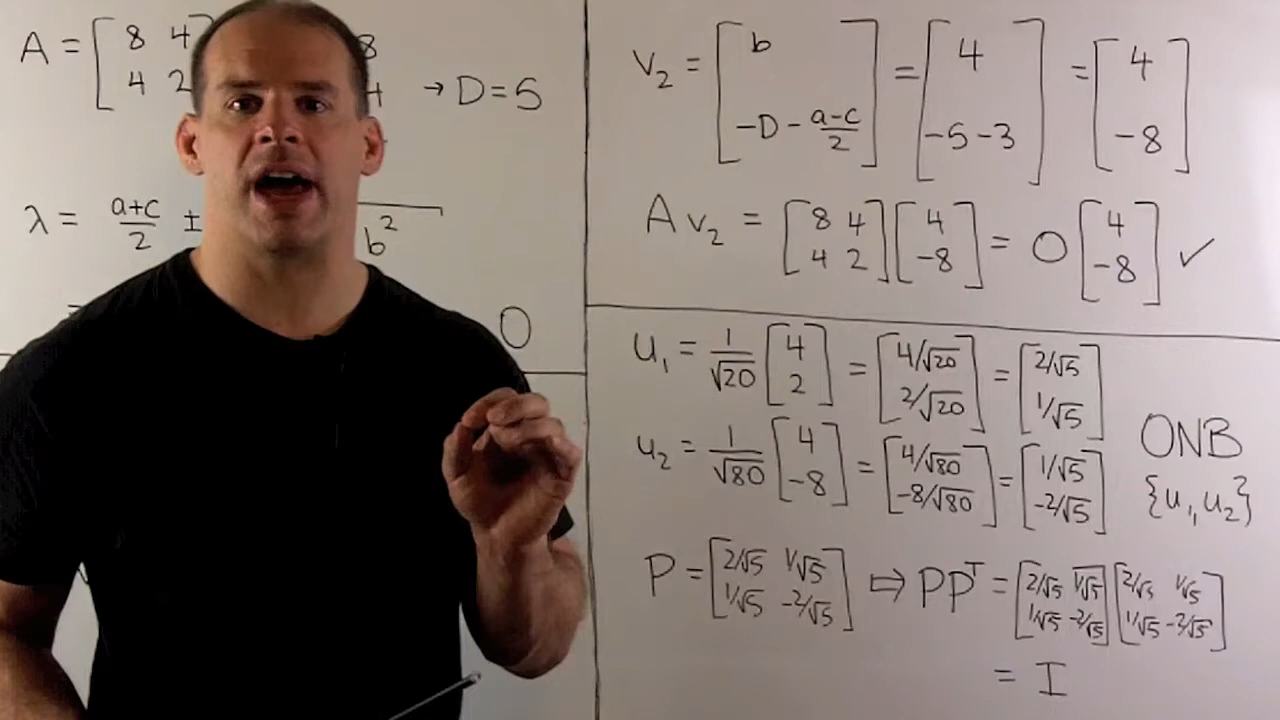 A = [8 4
4 2
8
4
→ D = 5
λ = a+c/2 ±
b²
=
0
v₂ = [b; -D - a-c/2] = [4; -5 -3] = [4; -8]
A v₂ = [8 4; 4 2] [4; -8] = 0 [4; -8] ✓
u₁ = 1/√20 [4; 2] = [4/√20; 2/√20] = [2/√5; 1/√5]
u₂ = 1/√80 [4; -8] = [4/√80; -8/√80] = [1/√5; -2/√5]
ONB
{u₁, u₂}
P = [2/√5 1/√5; 1/√5 -2/√5] ⇒ PPᵀ = [2/√5 1/√5; 1/√5 -2/√5] [2/√5 1/√5; 1/√5 -2/√5]
= I